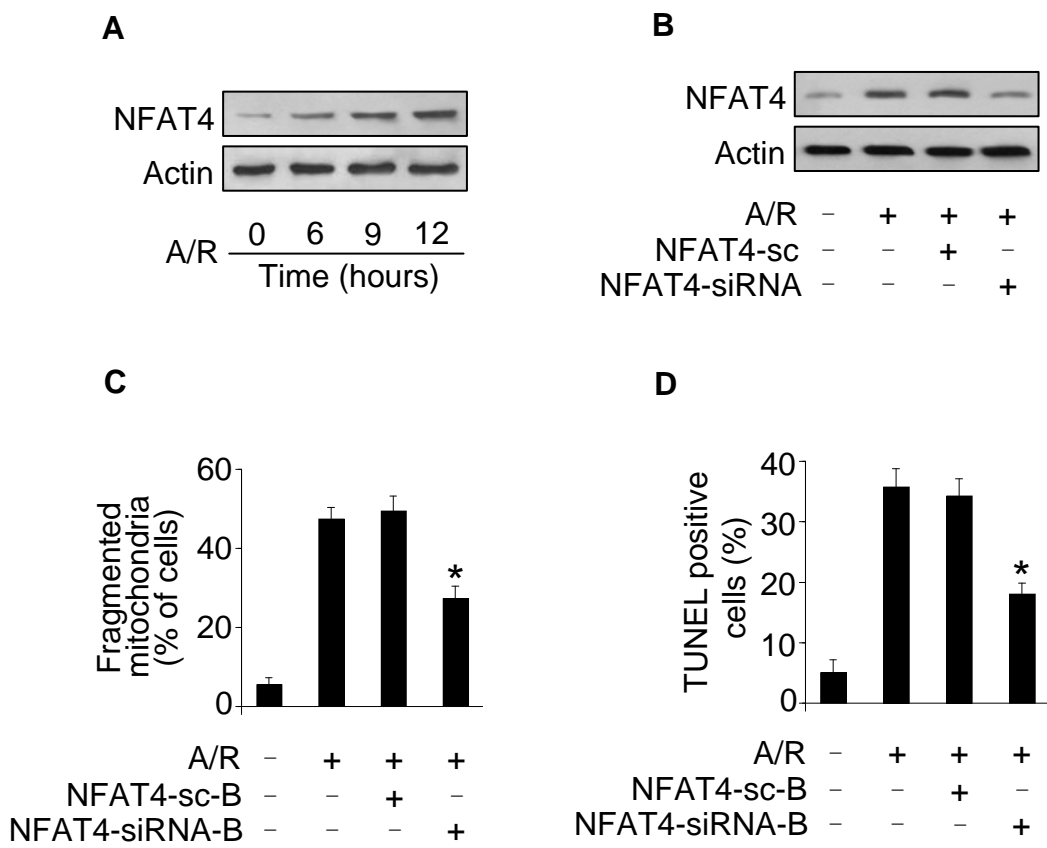 A
NFAT4
Actin
A/R 0 6 9 12
Time (hours)
B
NFAT4
Actin
A/R – + + +
NFAT4-sc – – + –
NFAT4-siRNA – – – +
C
Fragmented
mitochondria
(% of cells)
60
40
20
0
*
A/R – + + +
NFAT4-sc-B – – + –
NFAT4-siRNA-B – – – +
D
TUNEL positive
cells (%)
40
30
20
10
0
*
A/R – + + +
NFAT4-sc-B – – + –
NFAT4-siRNA-B – – – +